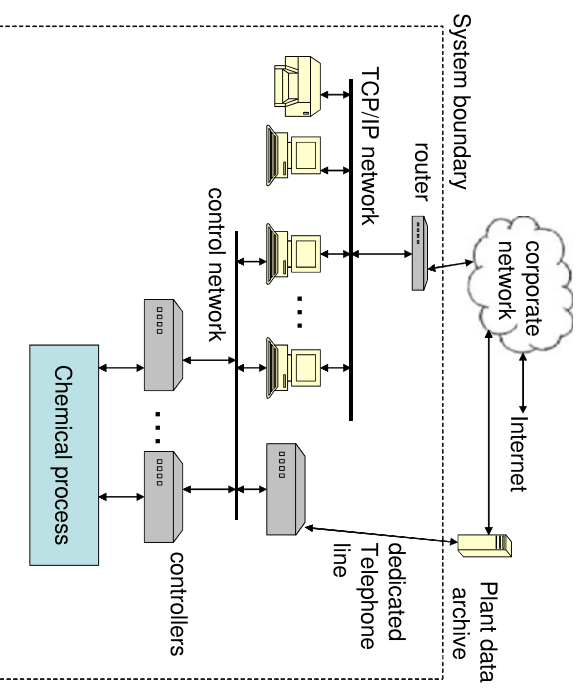 System boundary
corporate
network
Internet
Plant data
archive
router
TCP/IP network
dedicated
Telephone
line
control network
controllers
Chemical process